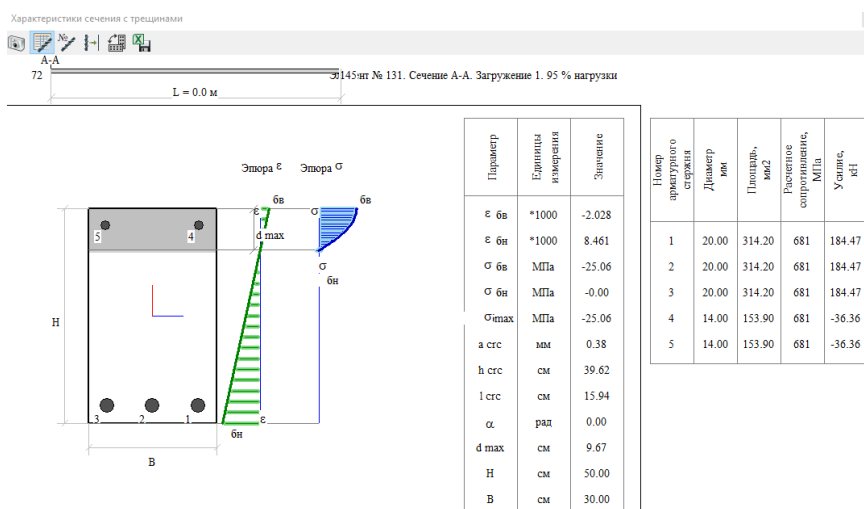 Характеристики сечения с трещинами
№
A-A
72
145
нт № 131. Сечение А-А. Загружение 1. 95 % нагрузки
L = 0.0 м
Эпюра ε Эпюра σ
бв
бв
ε
σ
5
4
d max
σ
бн
H
3
2
1
ε
бн
B
Параметр
Единицы измерения
Значение
ε бв *1000 -2.028
ε бн *1000 8.461
σ бв МПа -25.06
σ бн МПа -0.00
σimax МПа -25.06
a crc мм 0.38
h crc см 39.62
l crc см 15.94
α рад 0.00
d max см 9.67
H см 50.00
B см 30.00
Номер арматурного стержня
Диаметр мм
Площадь, мм2
Расчетное сопротивление, МПа
Усилие, кН
1 20.00 314.20 681 184.47
2 20.00 314.20 681 184.47
3 20.00 314.20 681 184.47
4 14.00 153.90 681 -36.36
5 14.00 153.90 681 -36.36